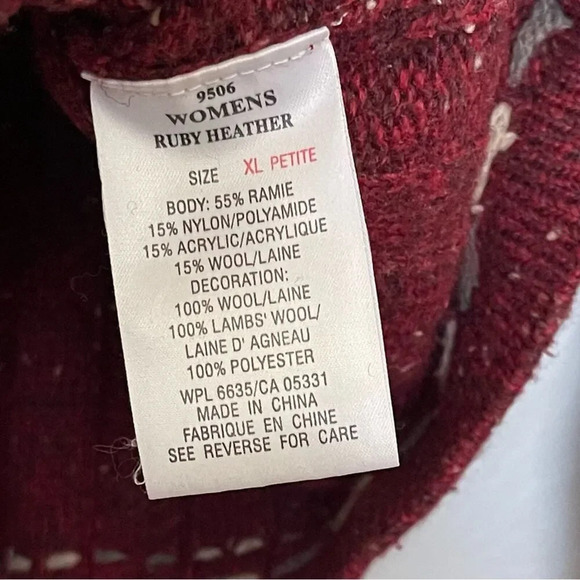 9506
WOMENS
RUBY HEATHER
SIZE XL PETITE
BODY: 55% RAMIE
15% NYLON/POLYAMIDE
15% ACRYLIC/ACRYLIQUE
15% WOOL/LAINE
DECORATION:
100% WOOL/LAINE
100% LAMBS' WOOL/
LAINE D' AGNEAU
100% POLYESTER
WPL 6635/CA 05331
MADE IN CHINA
FABRIQUE EN CHINE
SEE REVERSE FOR CARE